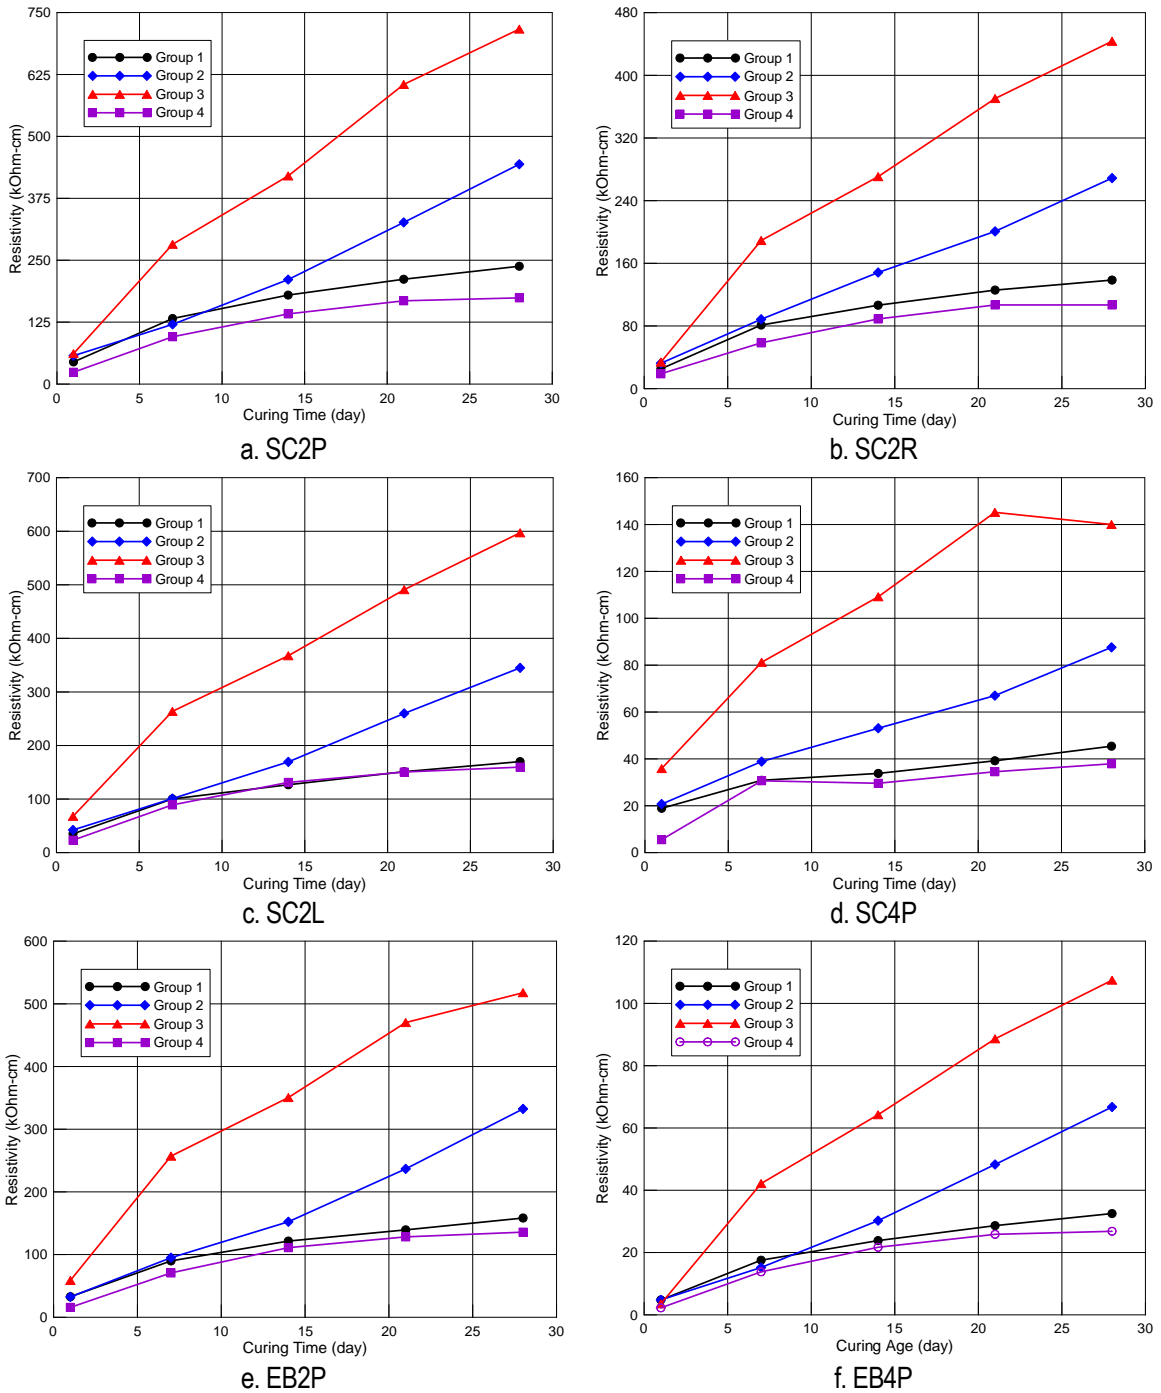 750
625
500
375
250
125
0
Resistivity (kOhm-cm)
Group 1
Group 2
Group 3
Group 4
0 5 10 15 20 25 30
Curing Time (day)
a. SC2P
480
400
320
240
160
80
0
Resistivity (kOhm-cm)
Group 1
Group 2
Group 3
Group 4
0 5 10 15 20 25 30
Curing Time (day)
b. SC2R
700
600
500
400
300
200
100
0
Resistivity (kOhm-cm)
Group 1
Group 2
Group 3
Group 4
0 5 10 15 20 25 30
Curing Time (day)
c. SC2L
160
140
120
100
80
60
40
20
0
Resistivity (kOhm-cm)
Group 1
Group 2
Group 3
Group 4
0 5 10 15 20 25 30
Curing Time (day)
d. SC4P
600
500
400
300
200
100
0
Resistivity (kOhm-cm)
Group 1
Group 2
Group 3
Group 4
0 5 10 15 20 25 30
Curing Time (day)
e. EB2P
120
100
80
60
40
20
0
Resistivity (kOhm-cm)
Group 1
Group 2
Group 3
Group 4
0 5 10 15 20 25 30
Curing Age (day)
f. EB4P